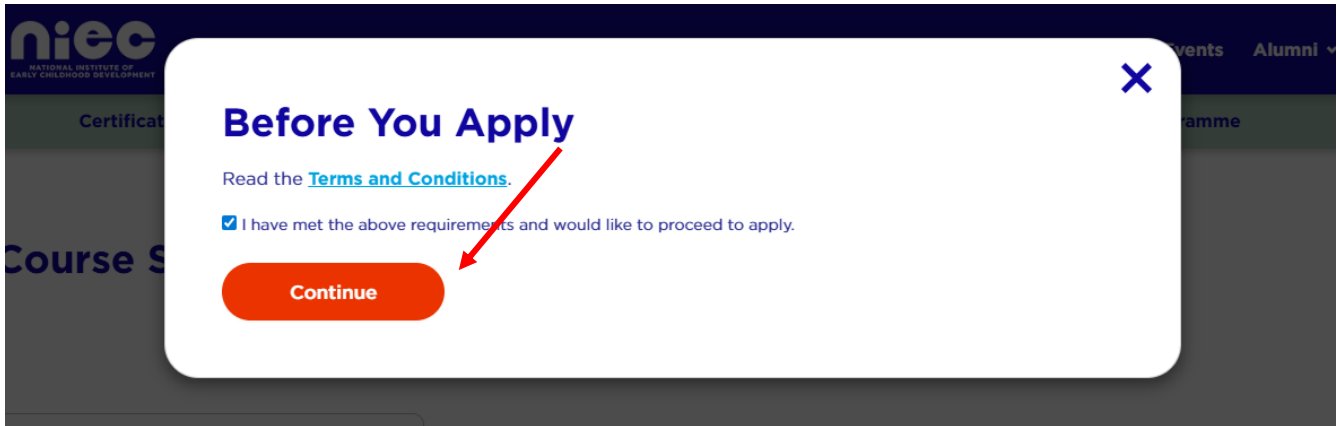 niec
NATIONAL INSTITUTE OF
EARLY CHILDHOOD DEVELOPMENT
Events Alumni
Certificat
ramme
Before You Apply
Read the Terms and Conditions.
I have met the above requirements and would like to proceed to apply.
Course S
Continue